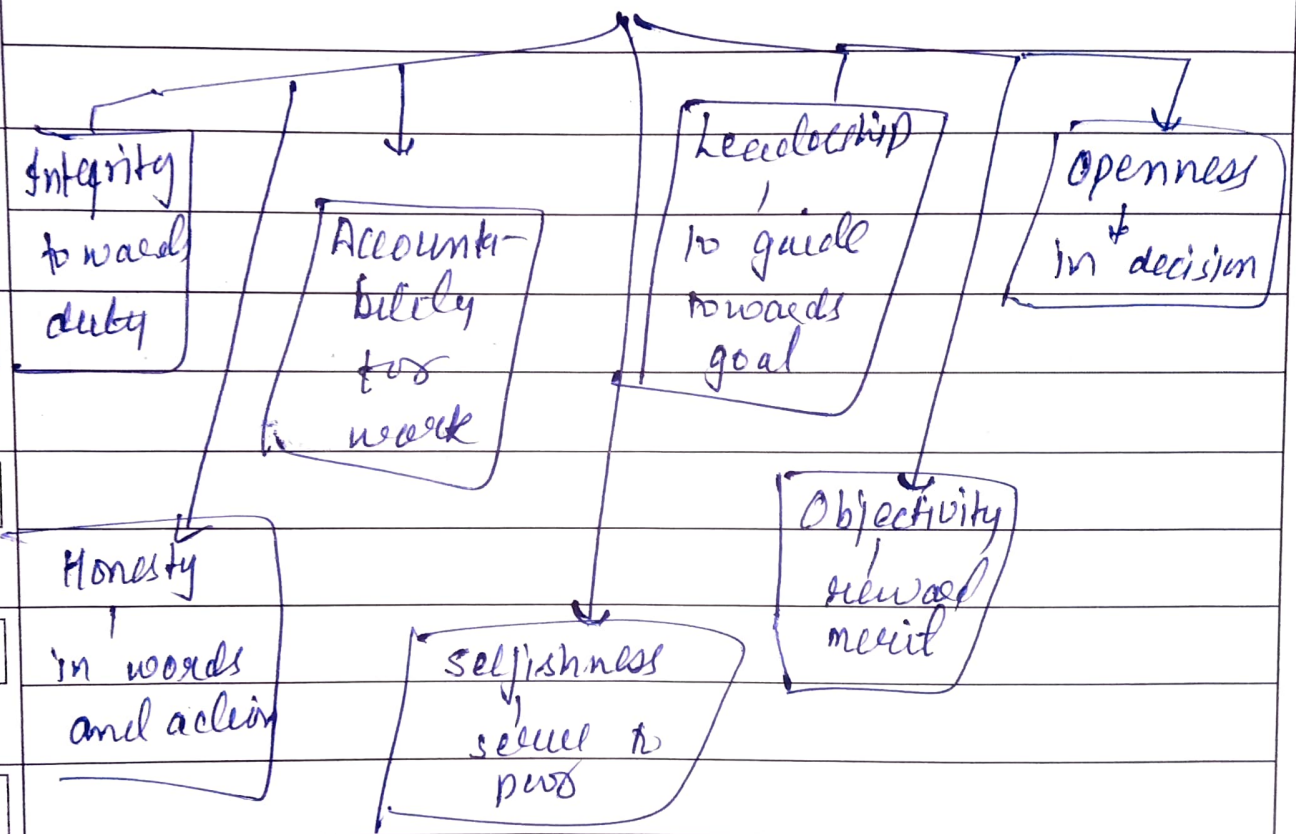 Integrity
towards
duty
Accounta-
bility
for
work
Leadership
to guide
towards
goal
Openness
in decision
Honesty
in words
and action
Selfishness
serve to
Objectivity
reward
merit